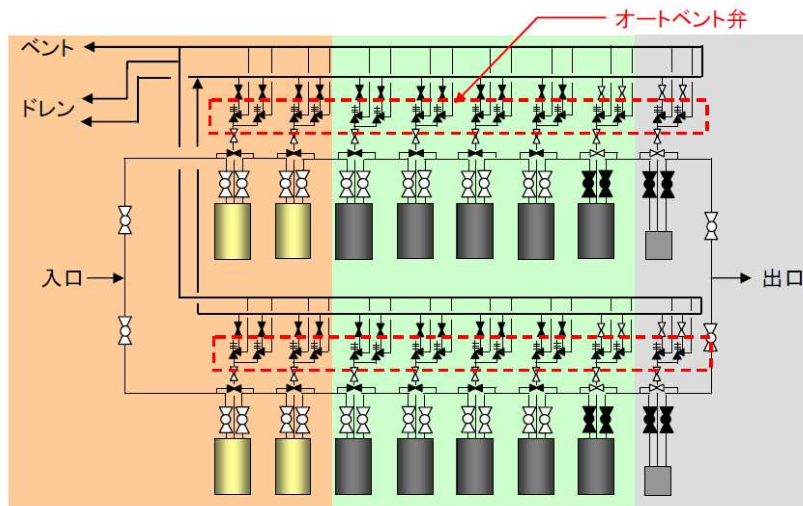 オートベント弁
ベント
ドレン
入口
出口